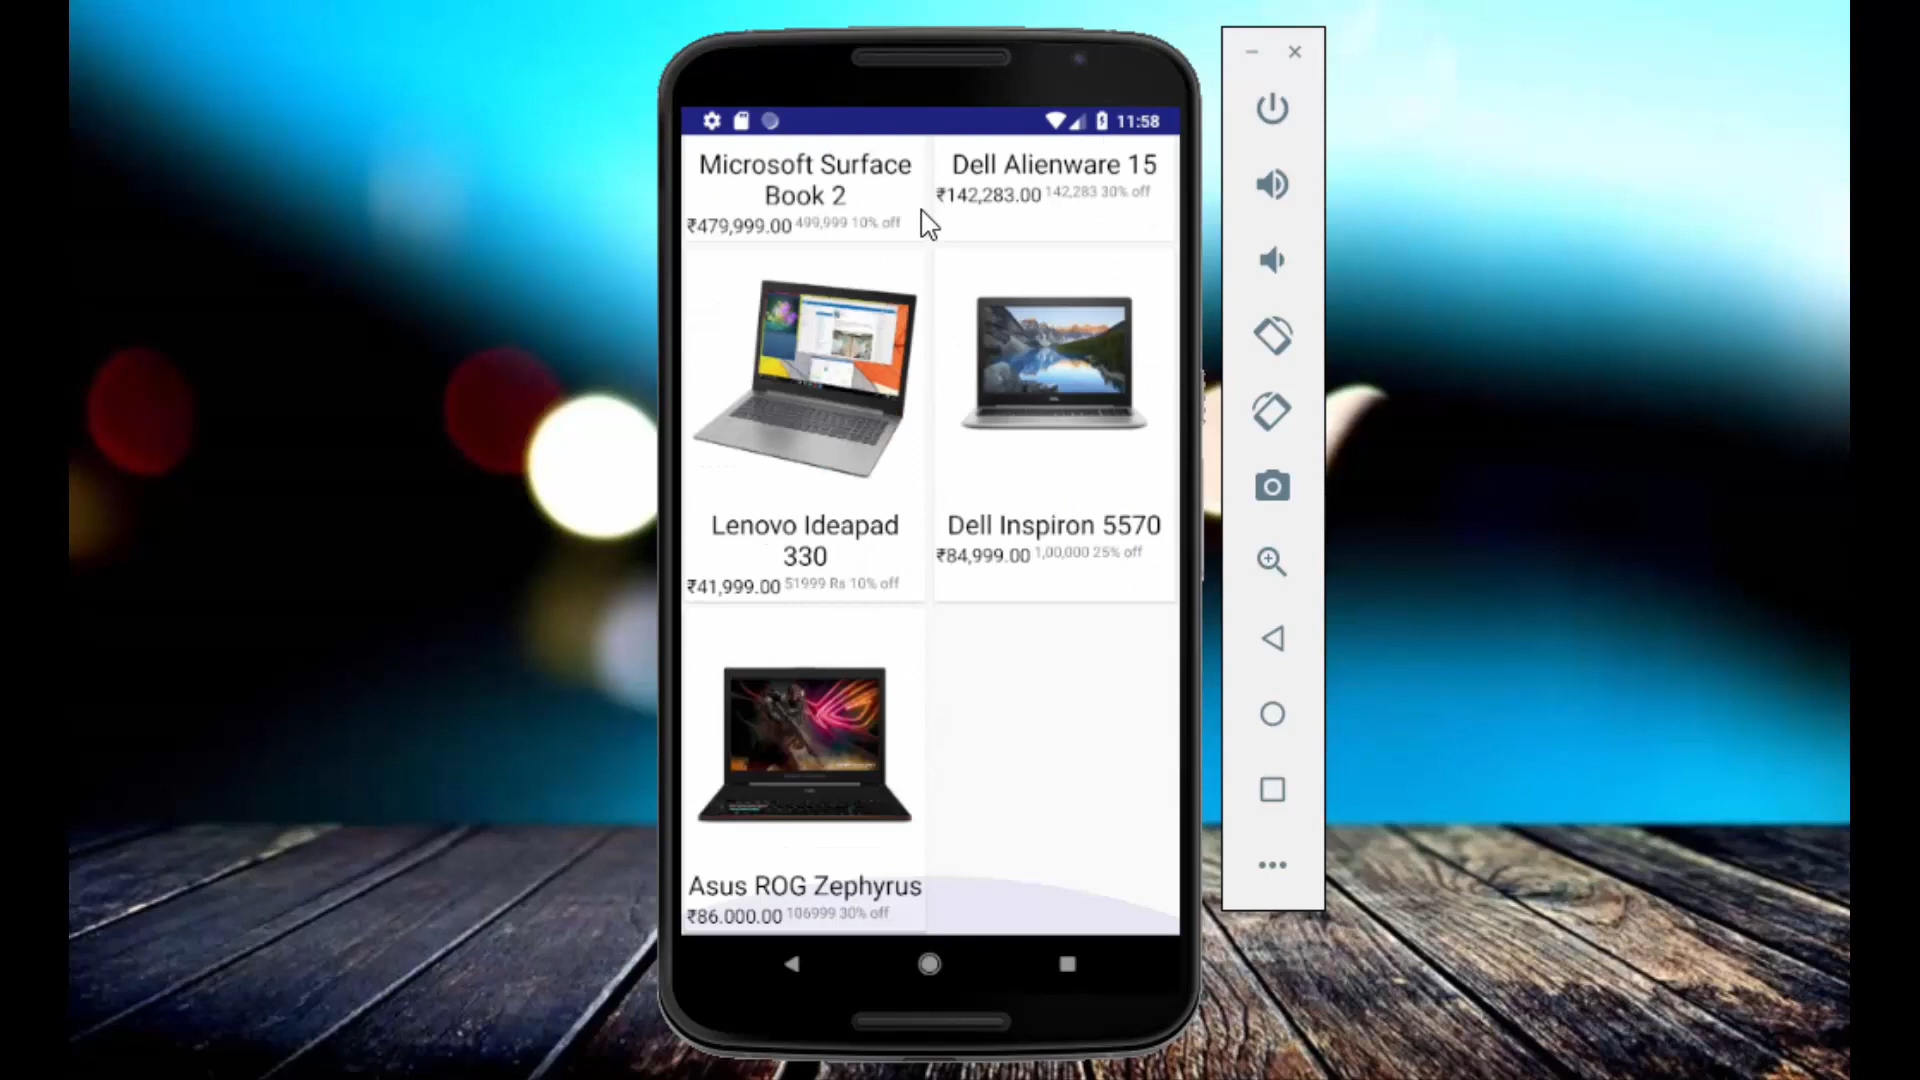 11:58
Microsoft Surface
Book 2
₹479,999.00 499,999 10% off
Dell Alienware 15
₹142,283.00 142,283 30% off
Lenovo Ideapad
330
₹41,999.00 51999 Rs 10% off
Dell Inspiron 5570
₹84,999.00 1,00,000 25% off
Asus ROG Zephyrus
₹86.000.00 106999 30% off